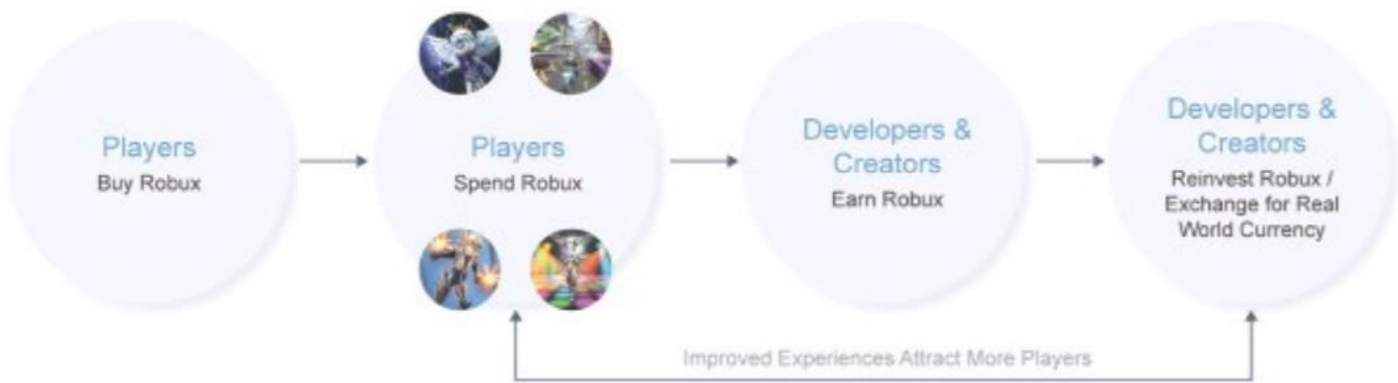 Players
Buy Robux
Players
Spend Robux
Developers &
Creators
Earn Robux
Developers &
Creators
Reinvest Robux /
Exchange for Real
World Currency
Improved Experiences Attract More Players